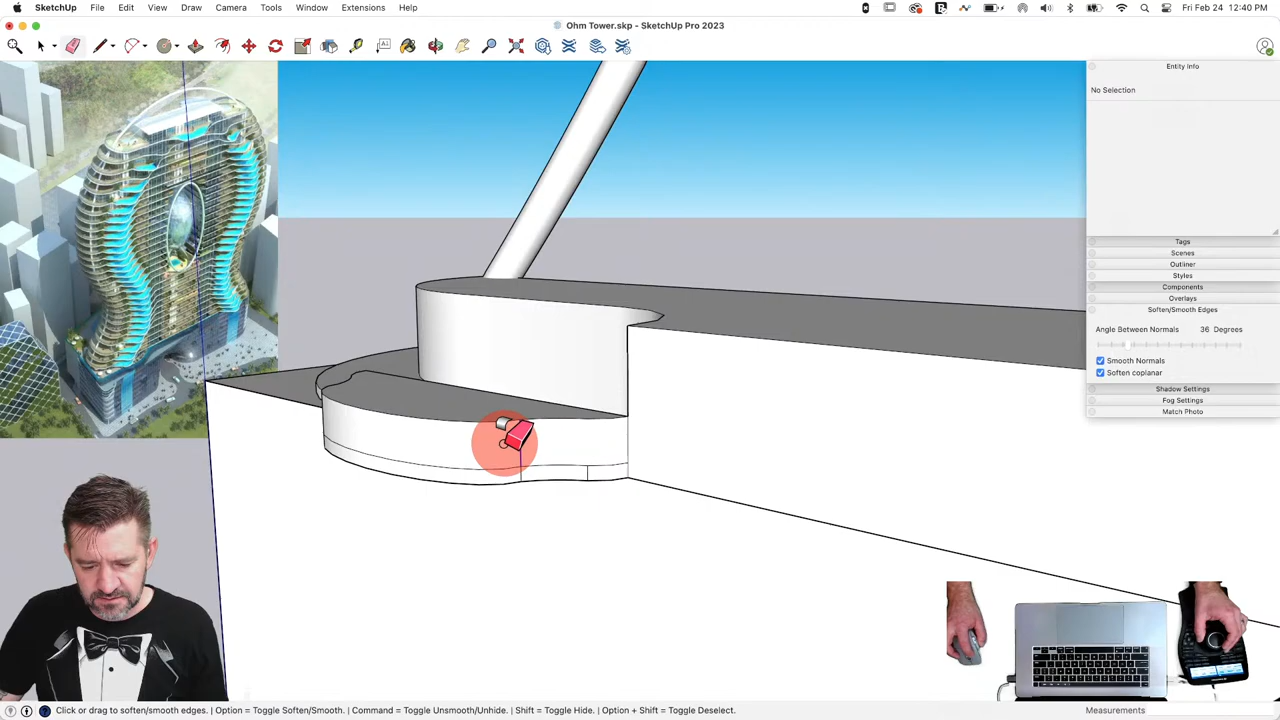 SketchUp File Edit View Draw Camera Tools Window Extensions Help
Fri Feb 24 12:40 PM
Ohm Tower.skp - SketchUp Pro 2023
Entity Info
No Selection
Tags
Scenes
Outliner
Styles
Components
Overlays
Soften/Smooth Edges
Angle Between Normals 36 Degrees
Smooth Normals
Soften coplanar
Shadow Settings
Fog Settings
Match Photo
Click or drag to soften/smooth edges. | Option = Toggle Soften/Smooth. | Command = Toggle Unsmooth/Unhide. | Shift = Toggle Hide. | Option + Shift = Toggle Deselect.
Measurements